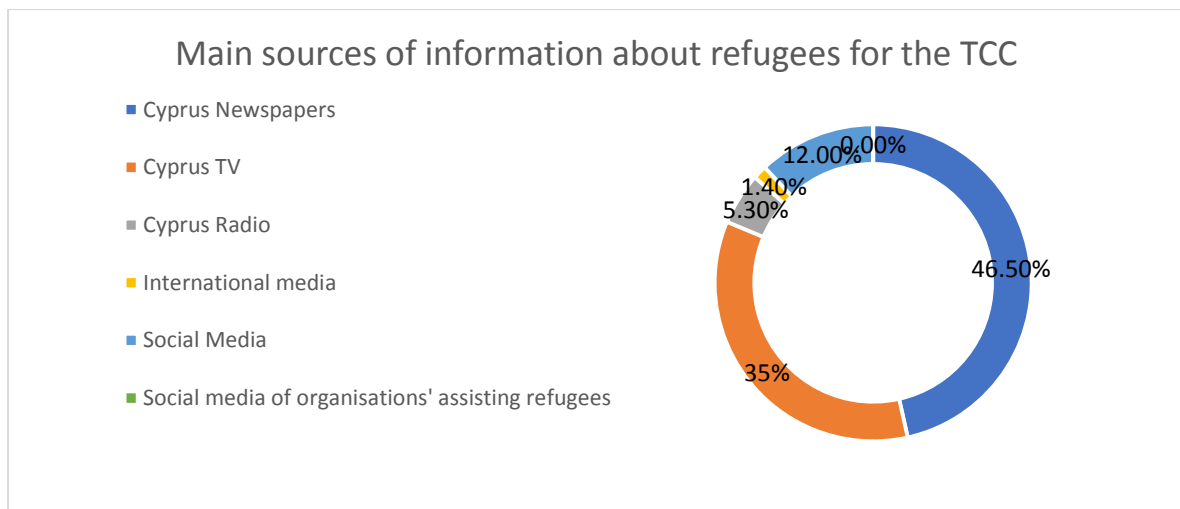 Main sources of information about refugees for the TCC
Cyprus Newspapers
Cyprus TV
Cyprus Radio
International media
Social Media
Social media of organisations' assisting refugees
0.00%
12.00%
1.40%
5.30%
46.50%
35%